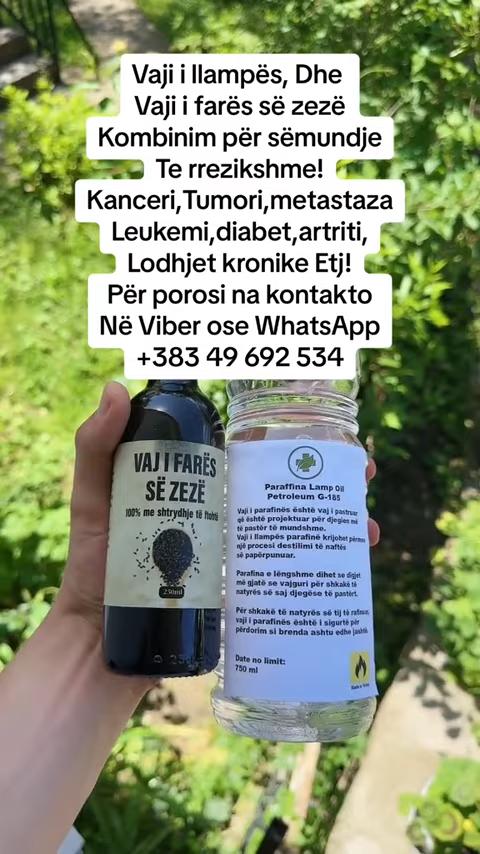 Vaji i llampës, Dhe
Vaji i farës së zezë
Kombinim për sëmundje
Te rrezikshme!
Kanceri,Tumori,metastaza
Leukemi,diabet,artriti,
Lodhjet kronike Etj!
Për porosi na kontakto
Në Viber ose WhatsApp
+383 49 692 534
VAJ I FARËS
SË ZEZË
100% me shtrydhje të ftohtë
250ml
Paraffina Lamp Oil
Petroleum G-185
Vaji i parafinës është vaj i pastruar
që është projektuar për djegien më
të pastër të mundshme.
Vaji i llampës parafinë krijohet përmes
një procesi destilimi të naftës
së papërpunuar.
Parafina e lëngshme dihet se digjet
më gjatë se vajguri për shkakë të
natyrës së saj djegëse të pastërt.
Për shkakë të natyrës së tij të rafinuar,
vaji i parafinës është i sigurtë për
përdorim si brenda ashtu edhe jashtë.
Date no limit:
750 ml